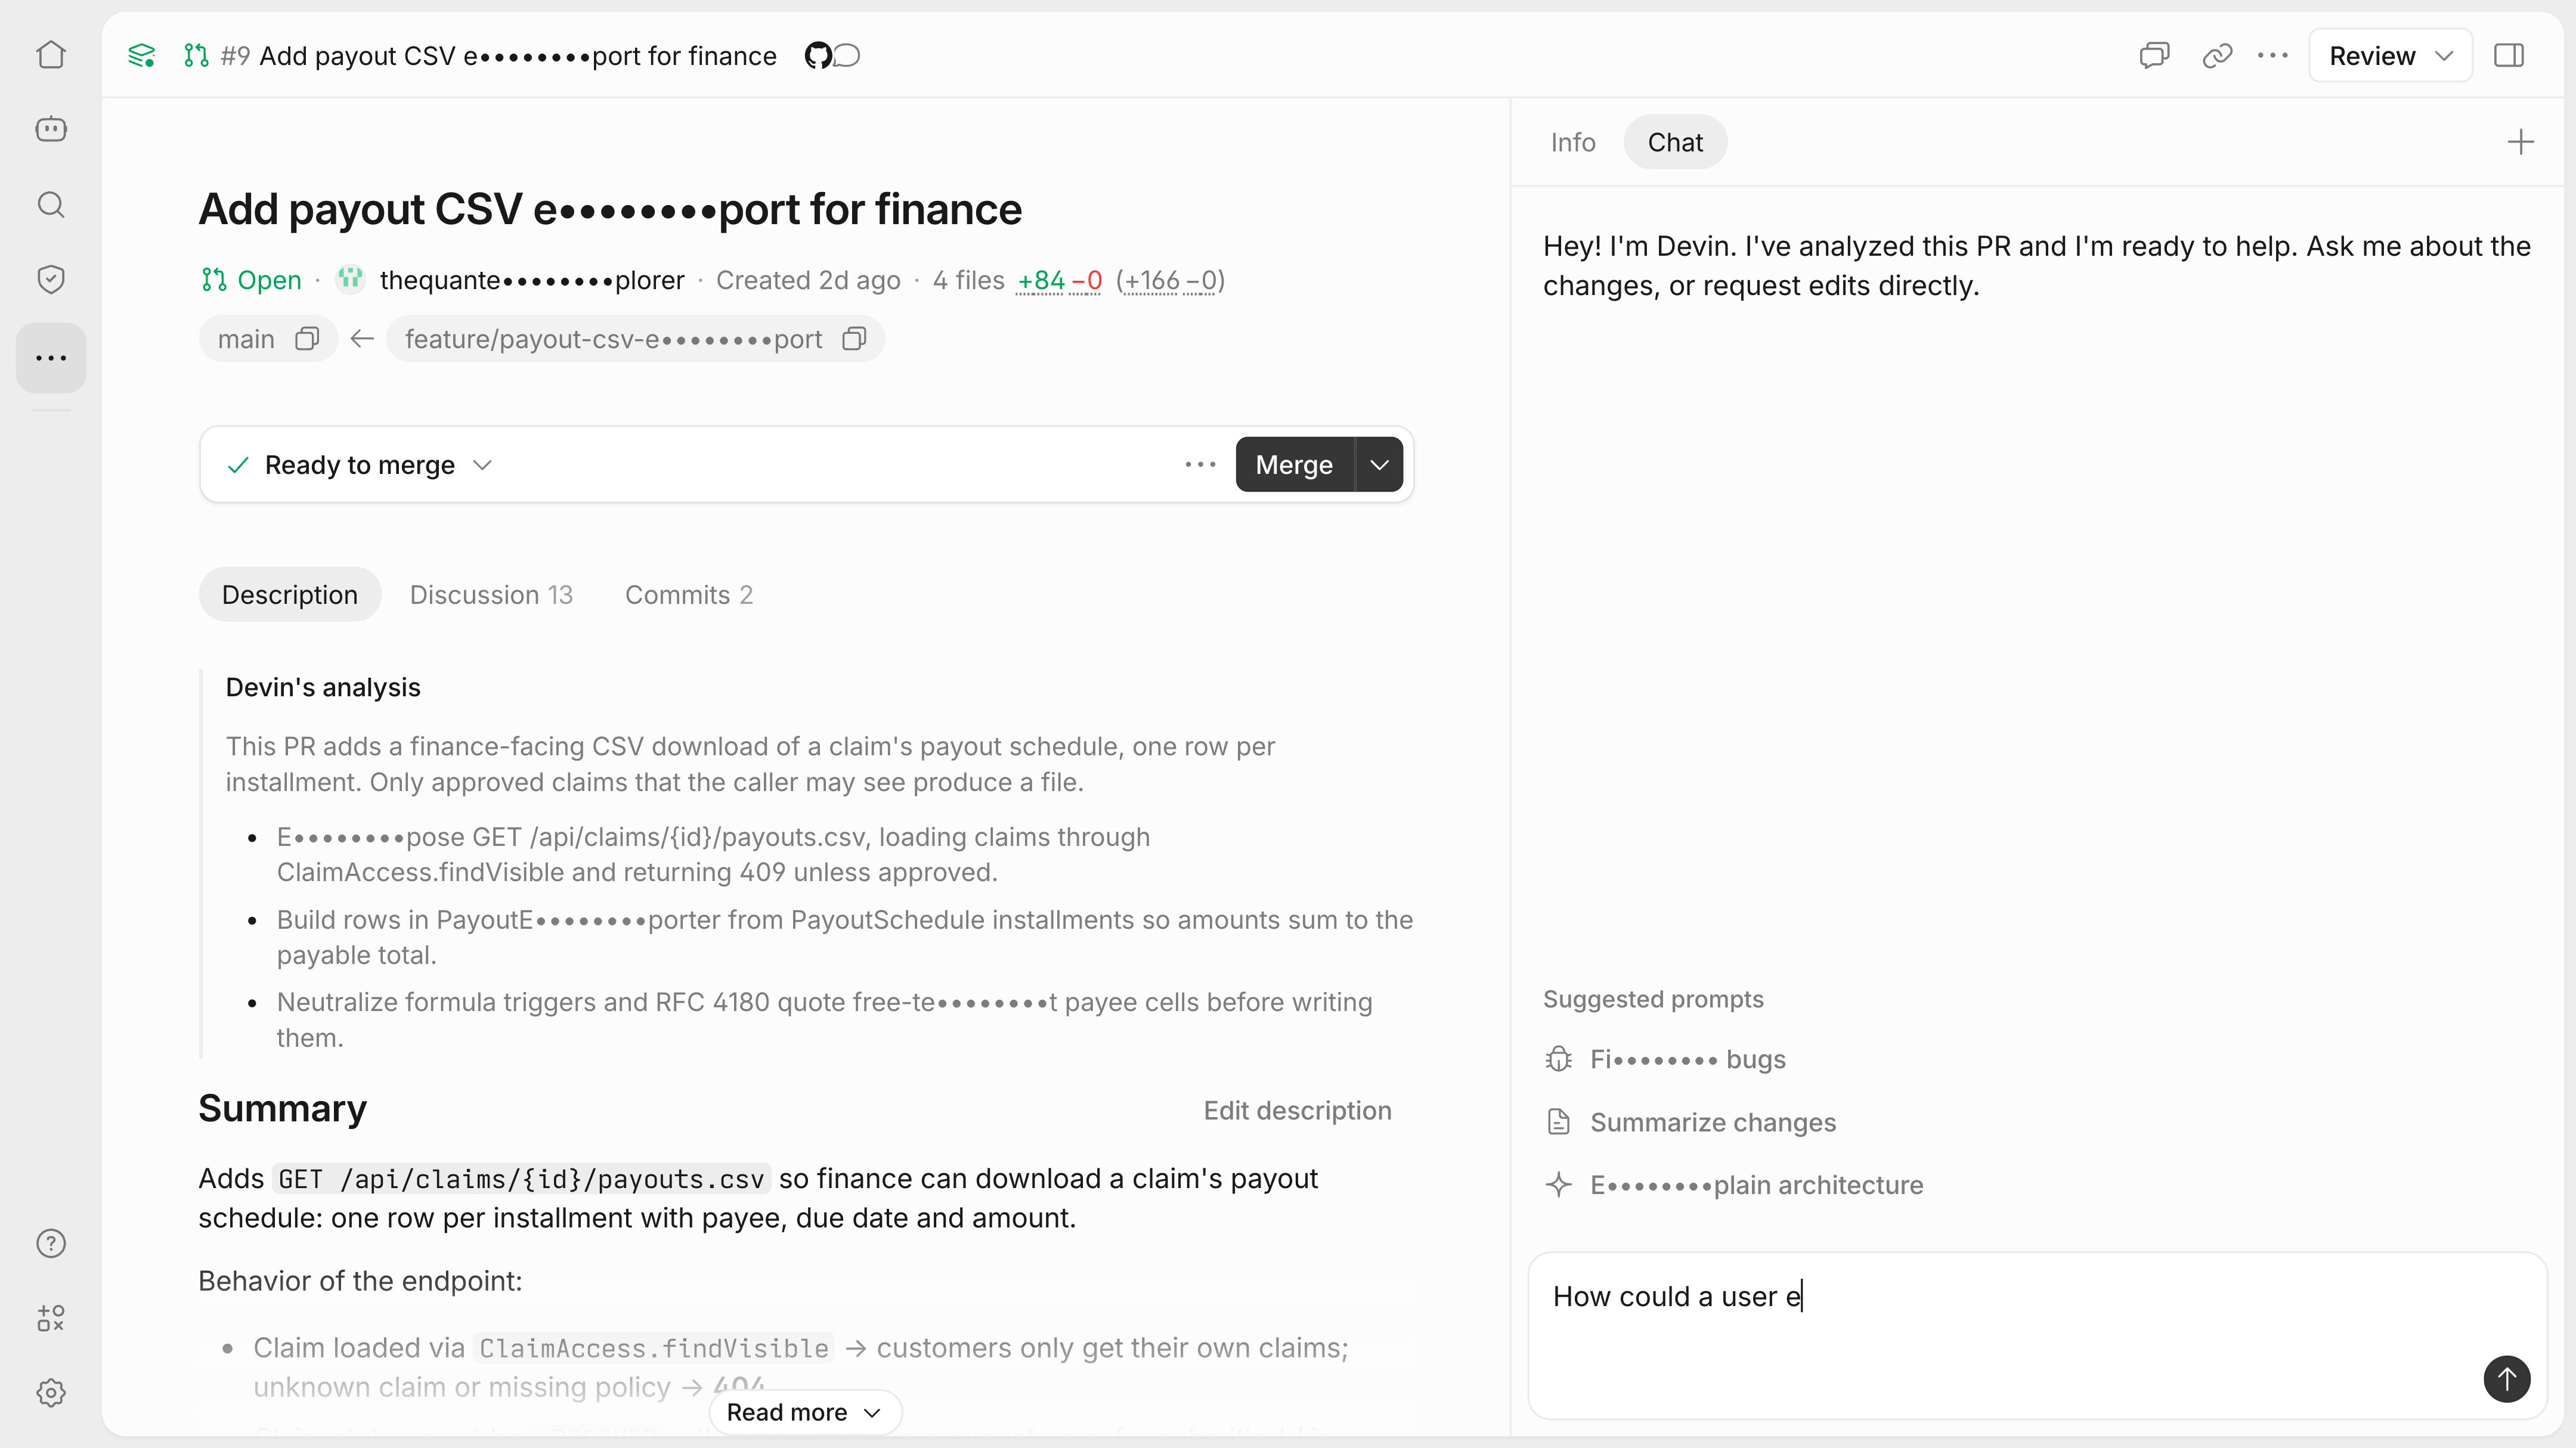 #9 Add payout CSV e••••••••port for finance
Review
Info
Chat
Add payout CSV e••••••••port for finance
Open · thequante••••••••plorer · Created 2d ago · 4 files +84 −0 (+166 −0)
main ← feature/payout-csv-e••••••••port
Ready to merge
Merge
Description
Discussion 13
Commits 2
Devin's analysis
This PR adds a finance-facing CSV download of a claim's payout schedule, one row per
installment. Only approved claims that the caller may see produce a file.
• E••••••••pose GET /api/claims/{id}/payouts.csv, loading claims through
ClaimAccess.findVisible and returning 409 unless approved.
• Build rows in PayoutE••••••••porter from PayoutSchedule installments so amounts sum to the
payable total.
• Neutralize formula triggers and RFC 4180 quote free-te••••••••t payee cells before writing
them.
Summary
Edit description
Adds GET /api/claims/{id}/payouts.csv so finance can download a claim's payout
schedule: one row per installment with payee, due date and amount.
Behavior of the endpoint:
• Claim loaded via ClaimAccess.findVisible → customers only get their own claims;
unknown claim or missing policy → 404
Read more
Hey! I'm Devin. I've analyzed this PR and I'm ready to help. Ask me about the
changes, or request edits directly.
Suggested prompts
Fi•••••••• bugs
Summarize changes
E••••••••plain architecture
How could a user e